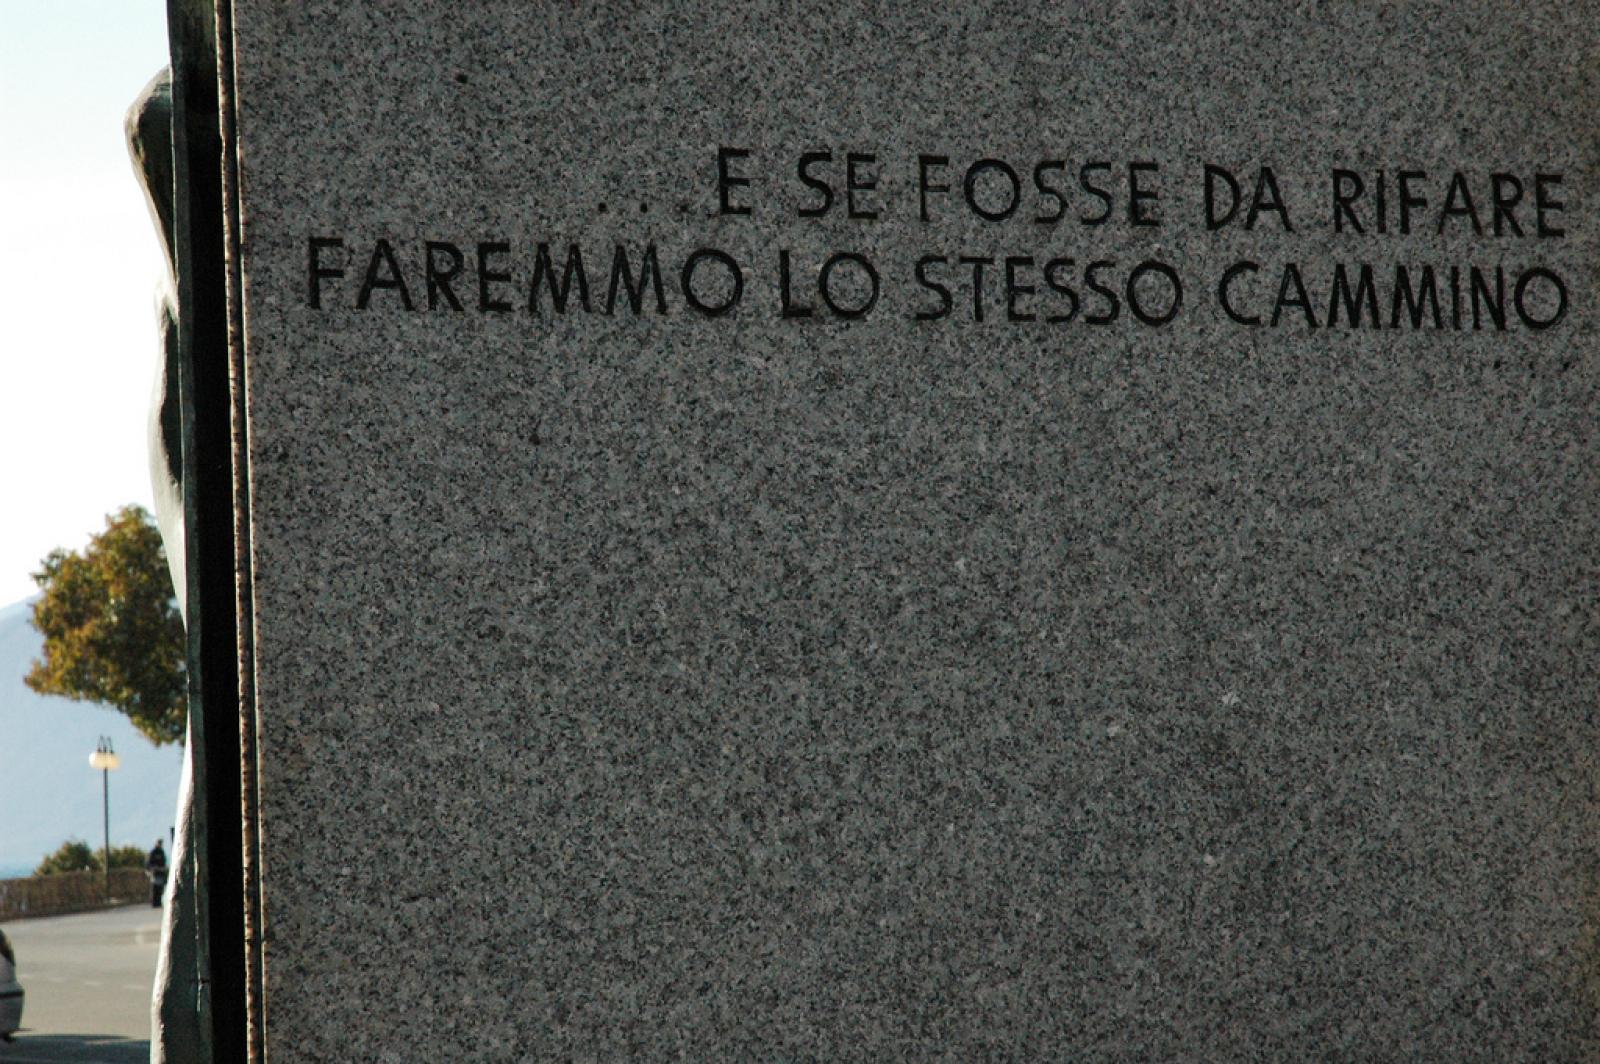 ... E SE FOSSE DA RIFARE
FAREMMO LO STESSO CAMMINO